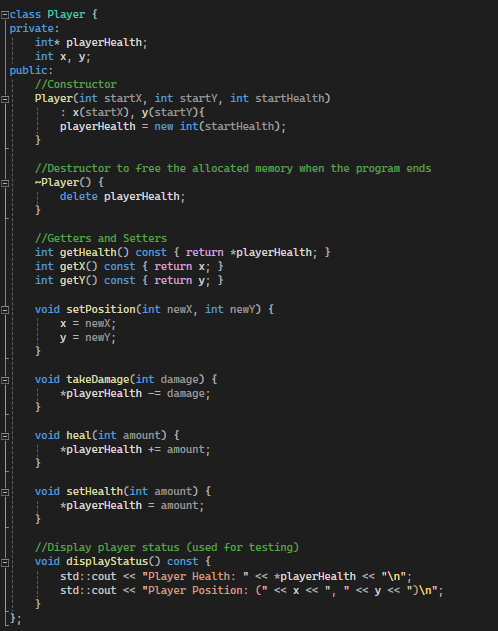 class Player {
private:
    int* playerHealth;
    int x, y;
public:
    //Constructor
    Player(int startX, int startY, int startHealth)
        : x(startX), y(startY){
        playerHealth = new int(startHealth);
    }

    //Destructor to free the allocated memory when the program ends
    ~Player() {
        delete playerHealth;
    }

    //Getters and Setters
    int getHealth() const { return *playerHealth; }
    int getX() const { return x; }
    int getY() const { return y; }

    void setPosition(int newX, int newY) {
        x = newX;
        y = newY;
    }

    void takeDamage(int damage) {
        *playerHealth -= damage;
    }

    void heal(int amount) {
        *playerHealth += amount;
    }

    void setHealth(int amount) {
        *playerHealth = amount;
    }

    //Display player status (used for testing)
    void displayStatus() const {
        std::cout << "Player Health: " << *playerHealth << "\n";
        std::cout << "Player Position: (" << x << ", " << y << ")\n";
    }
};